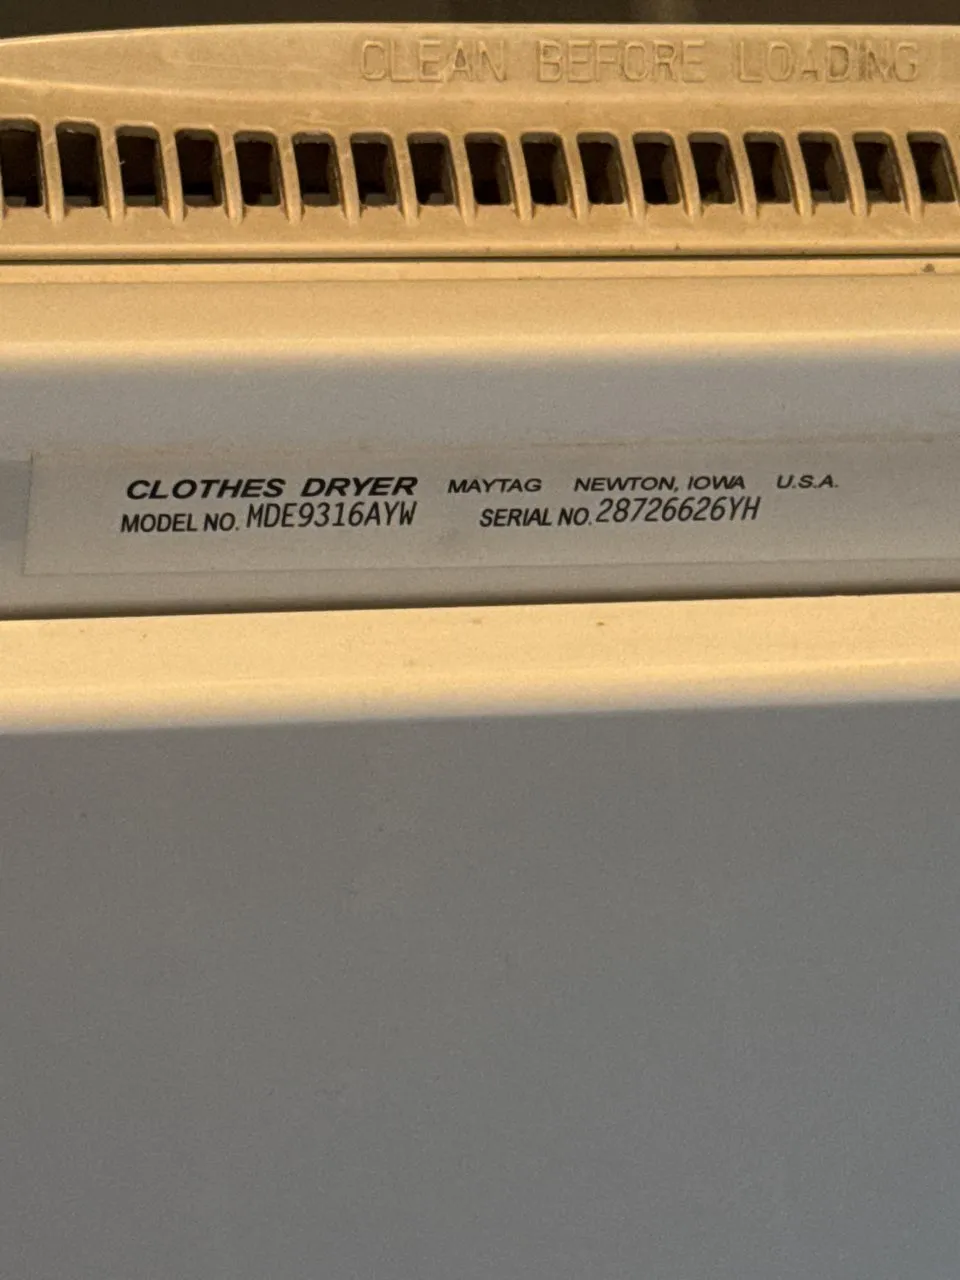 CLEAN BEFORE LOADING
CLOTHES DRYER MAYTAG NEWTON, IOWA U.S.A.
MODEL NO. MDE9316AYW SERIAL NO. 28726626YH